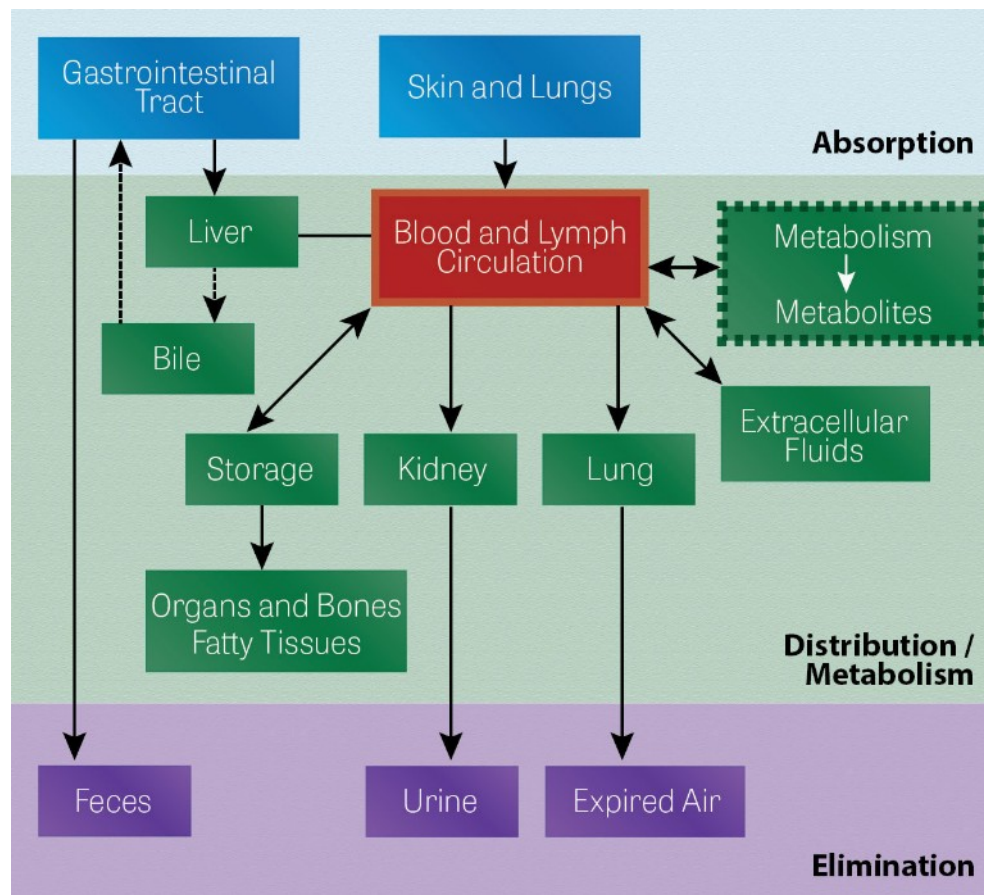 Gastrointestinal
Tract
Skin and Lungs
Absorption
Liver
Blood and Lymph
Circulation
Metabolism
Metabolites
Bile
Extracellular
Fluids
Storage
Kidney
Lung
Organs and Bones
Fatty Tissues
Distribution /
Metabolism
Feces
Urine
Expired Air
Elimination